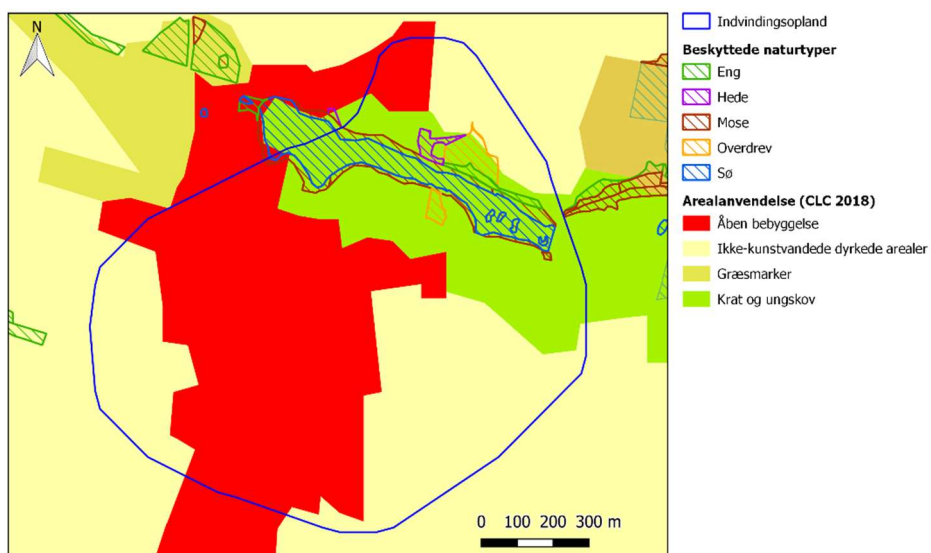 N
0 100 200 300 m
Indvindingsopland
Beskyttede naturtyper
Eng
Hede
Mose
Overdrev
Sø
Arealanvendelse (CLC 2018)
Åben bebyggelse
Ikke-kunstvandede dyrkede arealer
Græsmarker
Krat og ungskov